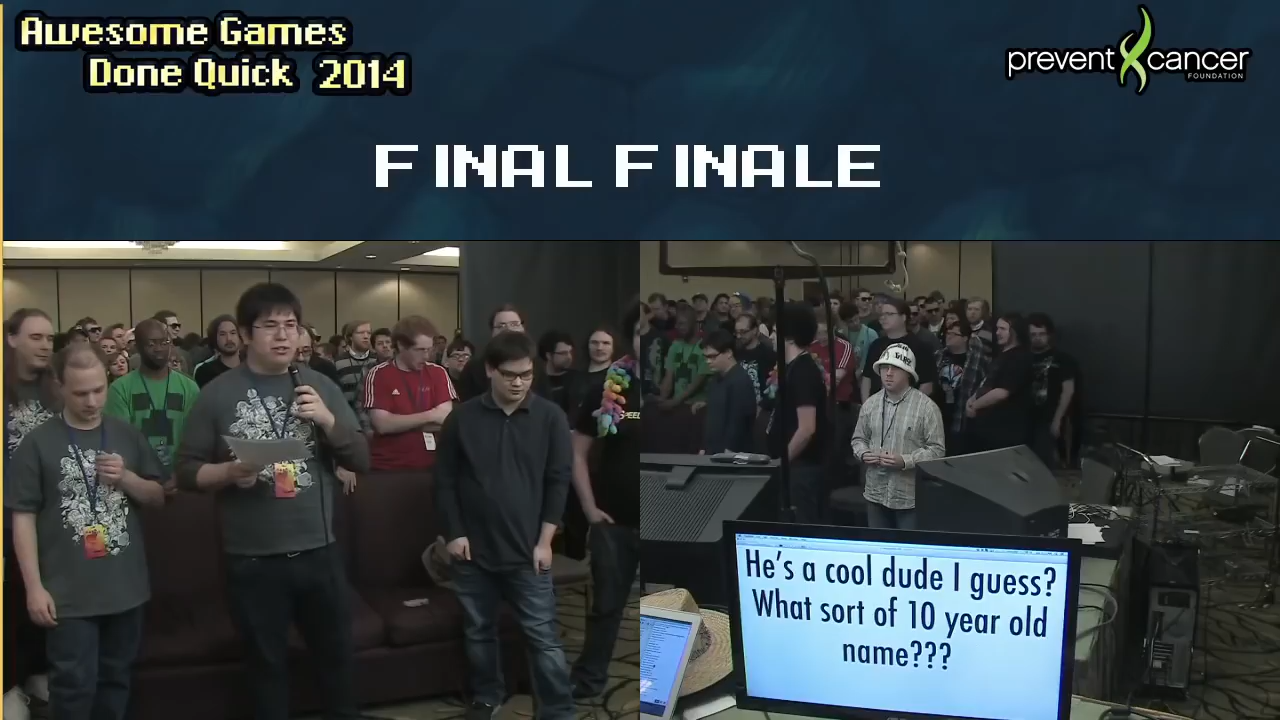 Awesome Games
Done Quick 2014
prevent cancer
FOUNDATION
FINAL FINALE
He's a cool dude I guess?
What sort of 10 year old
name???